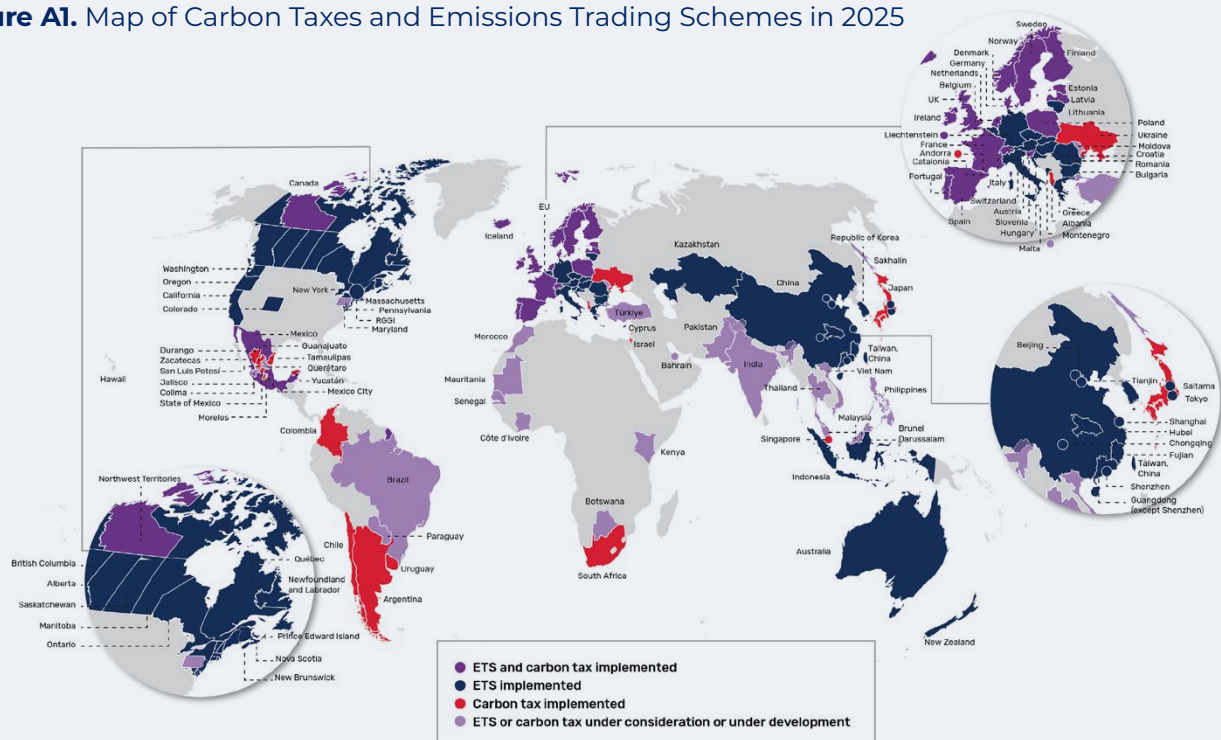 ure A1. Map of Carbon Taxes and Emissions Trading Schemes in 2025
Sweden
Norway
Denmark
Finland
Germany
Netherlands
Belgium
Estonia
UK
Latvia
Lithuania
Ireland
Poland
Liechtenstein
Ukraine
France
Moldova
Andorra
Croatia
Catalonia
Romania
Bulgaria
Portugal
Italy
Switzerland
Spain
Austria
Greece
Slovenia
Albania
Hungary
Montenegro
Malta
Canada
EU
Iceland
Kazakhstan
Republic of Korea
Sakhalin
China
Japan
Washington
Oregon
California
Colorado
New York
Massachusetts
Pennsylvania
RGGI
Maryland
Türkiye
Cyprus
Israel
Pakistan
Morocco
Mexico
Guanajuato
Durango
Zacatecas
Tamaulipas
San Luis Potosí
Querétaro
Jalisco
Yucatán
Colima
Mexico City
State of Mexico
Morelos
Hawaii
Mauritania
Senegal
Côte d'Ivoire
Bahrain
India
Thailand
Taiwan,
China
Viet Nam
Philippines
Malaysia
Brunei
Darussalam
Singapore
Indonesia
Kenya
Colombia
Brazil
Botswana
Paraguay
Chile
Uruguay
Argentina
South Africa
Australia
New Zealand
Beijing
Tianjin
Saitama
Tokyo
Shanghai
Hubei
Chongqing
Fujian
Taiwan,
China
Shenzhen
Guangdong
(except Shenzhen)
Northwest Territories
British Columbia
Québec
Alberta
Newfoundland
and Labrador
Saskatchewan
Manitoba
Prince Edward Island
Ontario
Nova Scotia
New Brunswick
ETS and carbon tax implemented
ETS implemented
Carbon tax implemented
ETS or carbon tax under consideration or under development